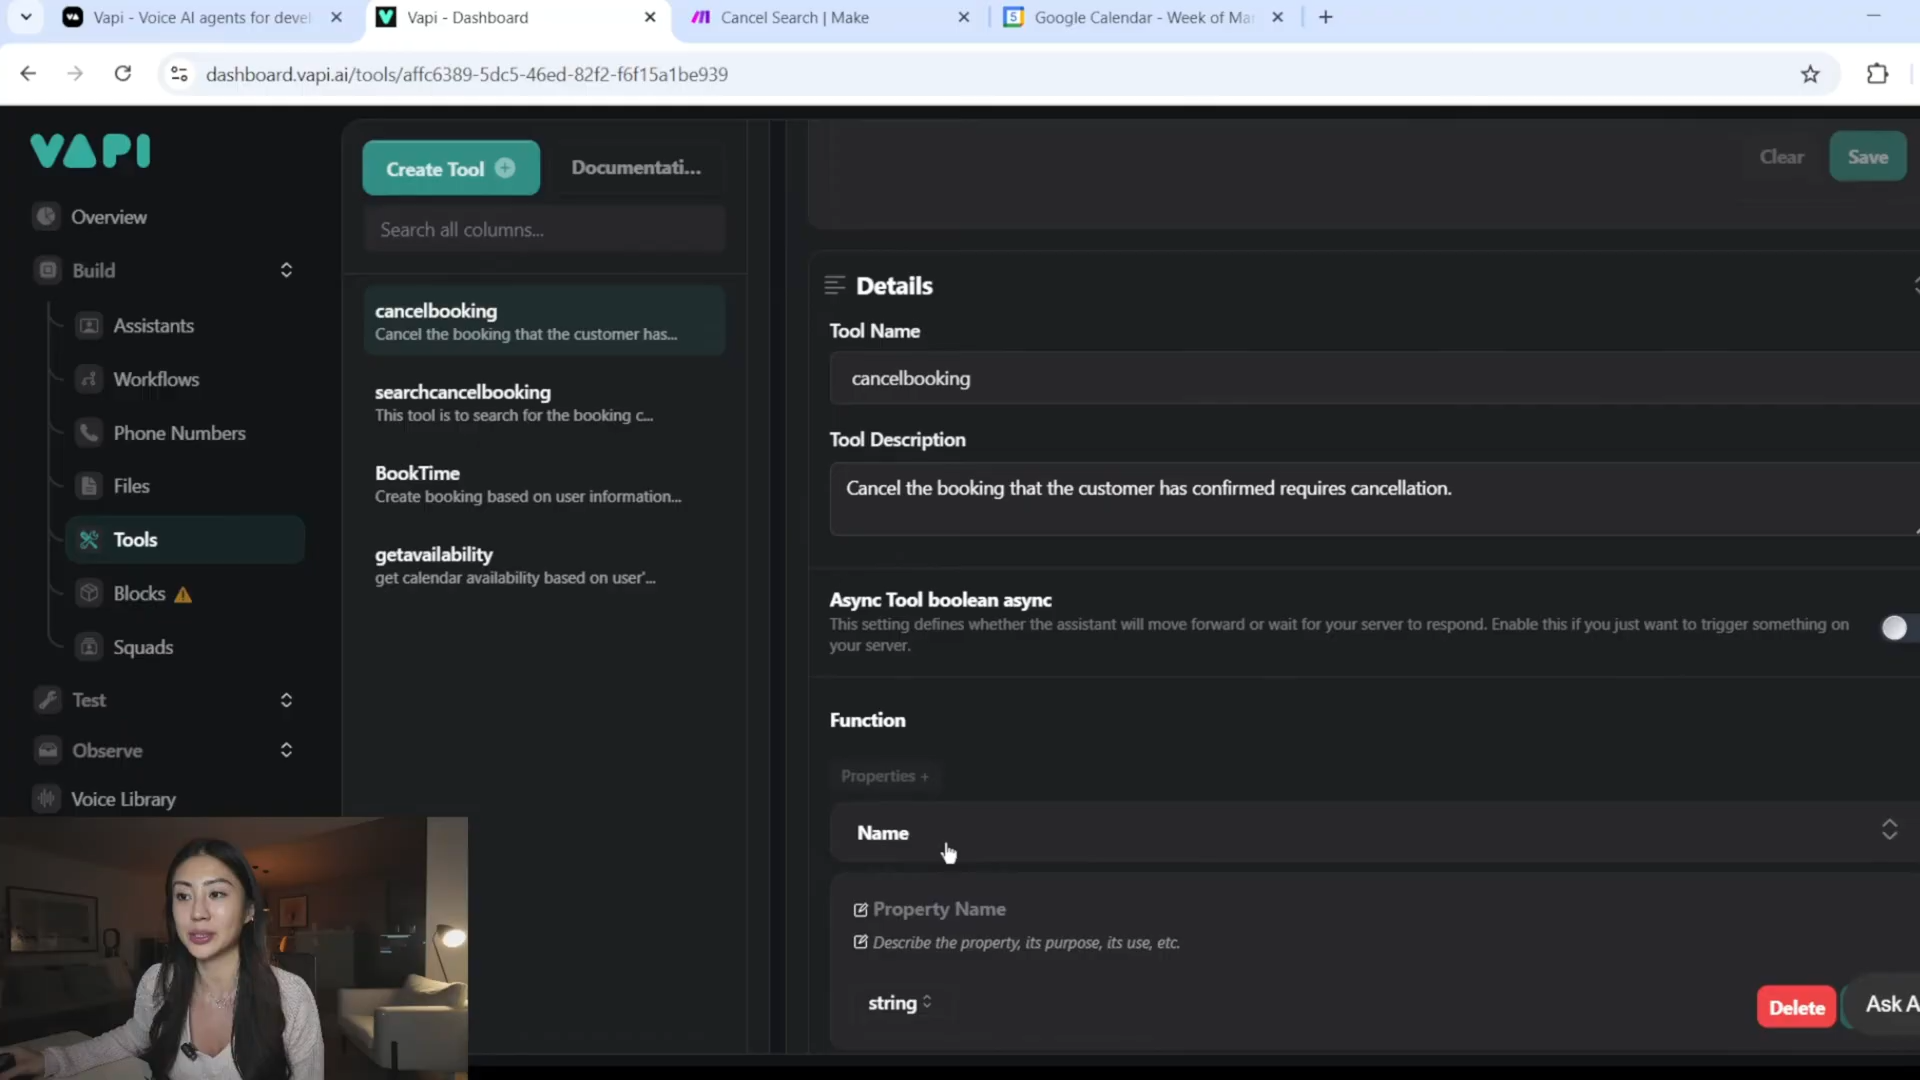 Vapi - Voice AI agents for devel
Vapi - Dashboard
Cancel Search | Make
5
Google Calendar - Week of Mar
dashboard.vapi.ai/tools/affc6389-5dc5-46ed-82f2-f6f15a1be939
VAPI
Overview
Build
Assistants
Workflows
Phone Numbers
Files
Tools
Blocks
Squads
Test
Observe
Voice Library
Create Tool
Documentati...
Search all columns...
cancelbooking
Cancel the booking that the customer has...
searchcancelbooking
This tool is to search for the booking c...
BookTime
Create booking based on user information...
getavailability
get calendar availability based on user'...
Clear
Save
Details
Tool Name
cancelbooking
Tool Description
Cancel the booking that the customer has confirmed requires cancellation.
Async Tool boolean async
This setting defines whether the assistant will move forward or wait for your server to respond. Enable this if you just want to trigger something on
your server.
Function
Properties +
Name
Property Name
Describe the property, its purpose, its use, etc.
string
Delete
Ask A